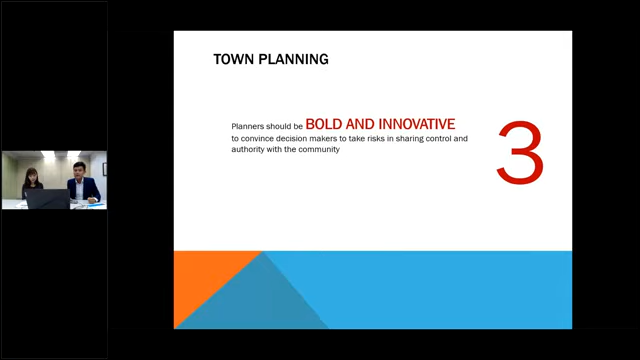 TOWN PLANNING
Planners should be BOLD AND INNOVATIVE
to convince decision makers to take risks in sharing control and
authority with the community
3